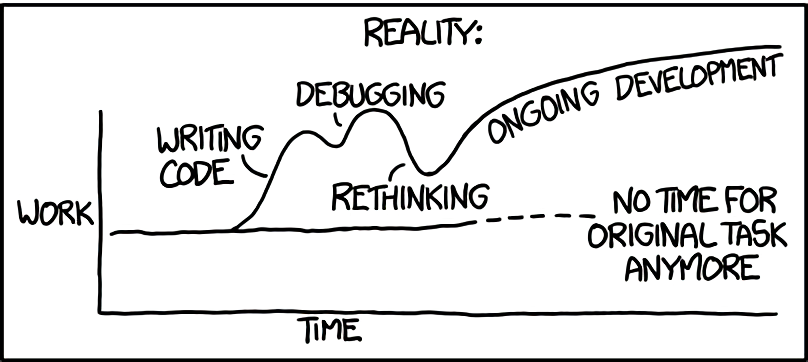 REALITY:
DEBUGGING
ONGOING DEVELOPMENT
WRITING
CODE
RETHINKING
WORK
NO TIME FOR
ORIGINAL TASK
ANYMORE
TIME